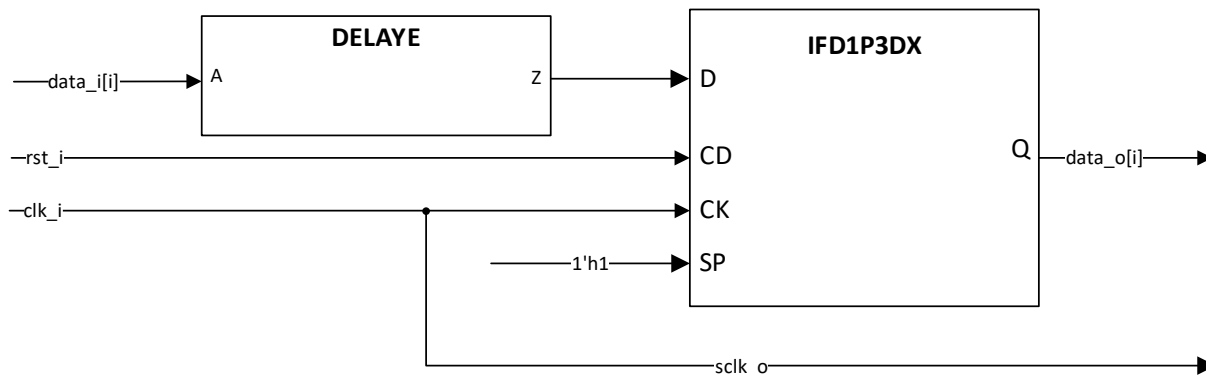 DELAYE
IFD1P3DX
data_i[i]
A
Z
D
rst_i
CD
Q
data_o[i]
clk_i
CK
1'h1
SP
sclk_o